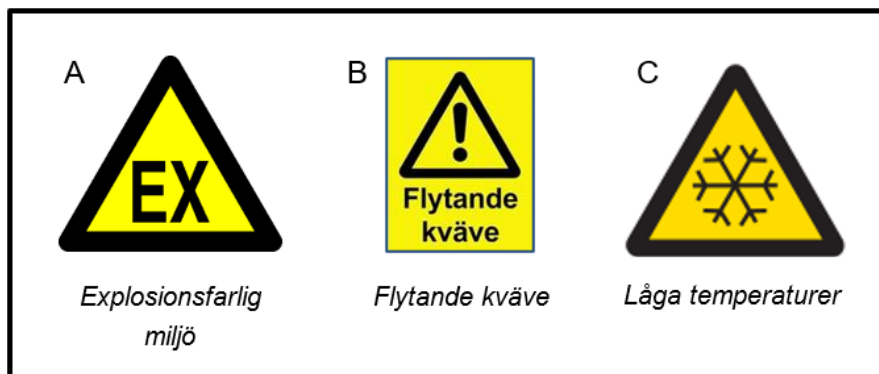 A
EX
Explosionsfarlig
miljö
B
Flytande
kväve
Flytande kväve
C
Låga temperaturer